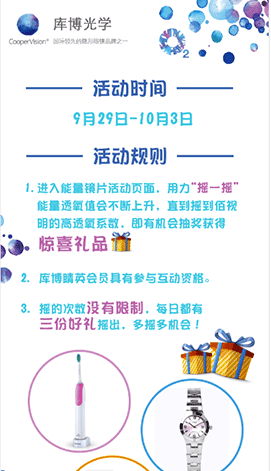 库博光学
CooperVision® 国际领先的隐形眼镜品牌之一
O2
活动时间
9月29日-10月3日
活动规则
1. 进入能量镜片活动页面，用力“摇一摇”
能量透氧值会不断上升，直到摇到佰视
明的高透氧系数，即有机会抽奖获得
惊喜礼品
2. 库博睛英会员具有参与互动资格。
3. 摇的次数没有限制，每日都有
三份好礼摇出，多摇多机会！